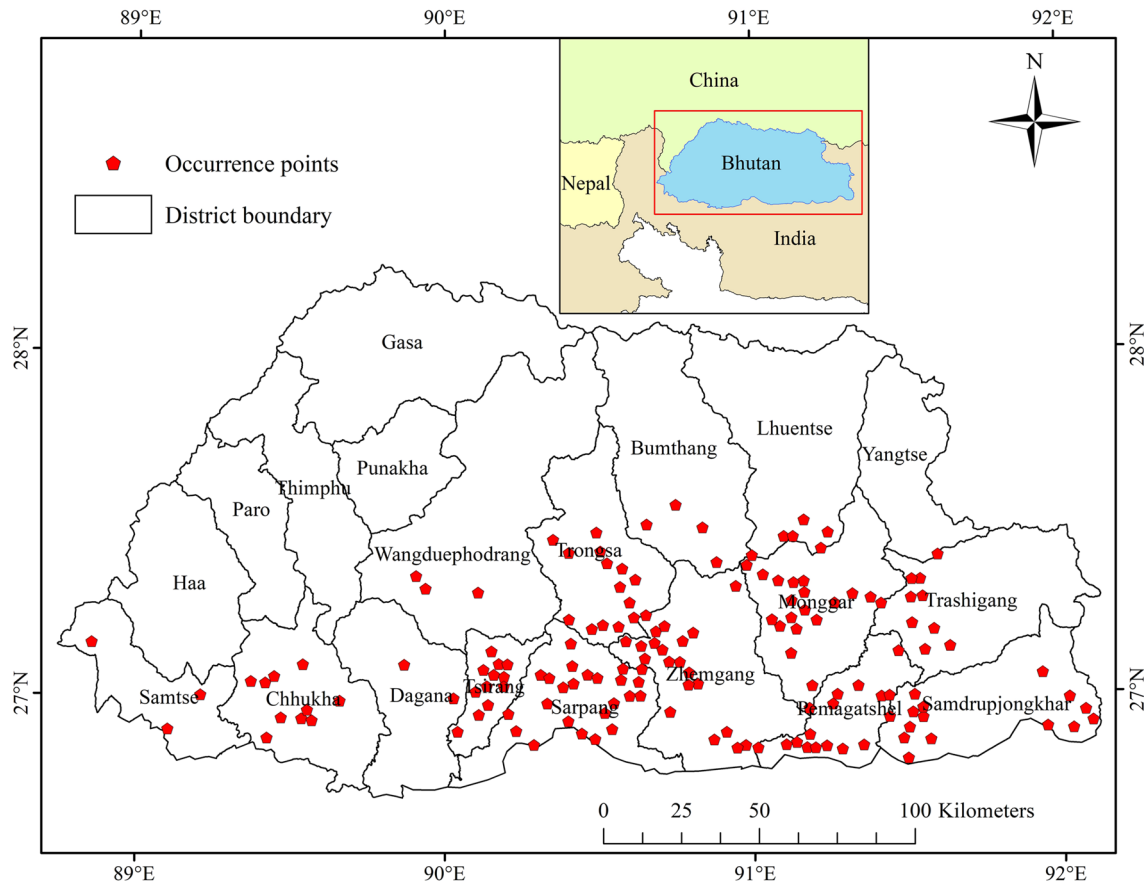 89°E 90°E 91°E 92°E
N
China
Bhutan
Nepal
India
Occurrence points
District boundary
28°N 28°N
Gasa
Lhuentse
Bumthang
Yangtse
Punakha
Thimphu
Paro
Wangduephodrang
Trongsa
Haa
Monggar
Trashigang
Zhemgang
27°N 27°N
Samtse
Chhukha
Dagana
Tsirang
Sarpang
Pemagatshel
Samdrupjongkhar
0 25 50 100 Kilometers
89°E 90°E 91°E 92°E